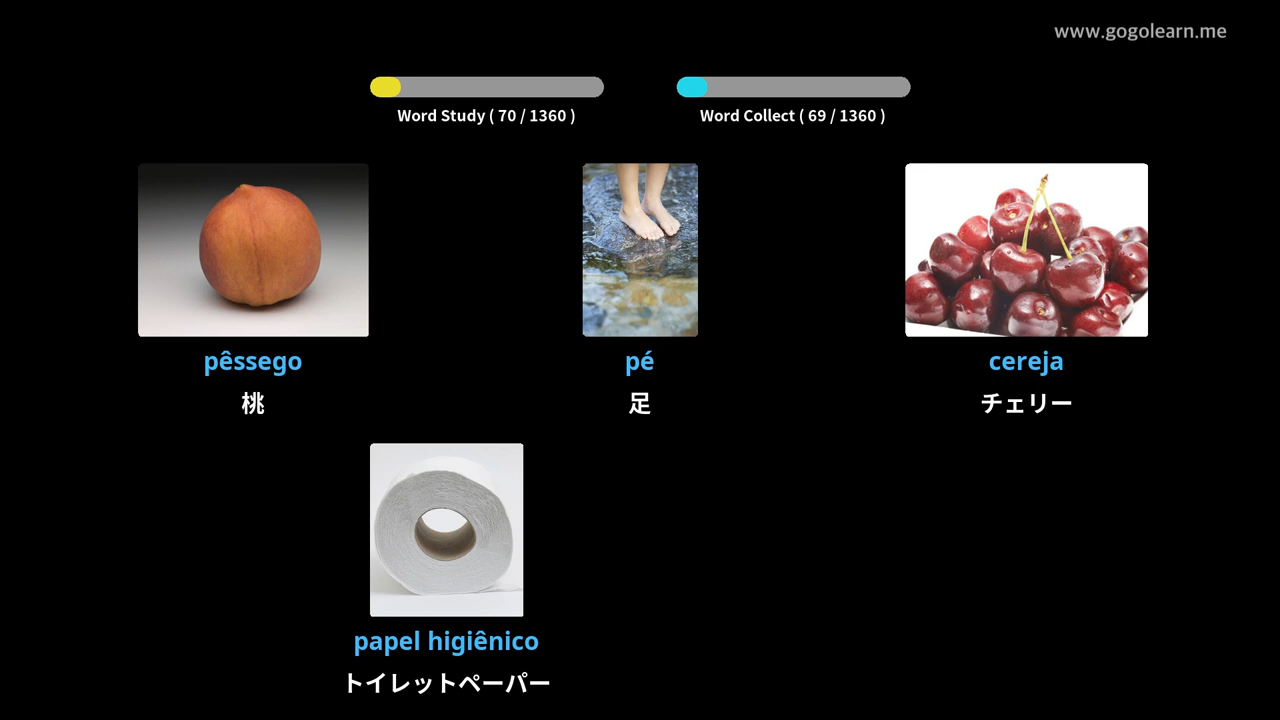 www.gogolearn.me
Word Study ( 70 / 1360 )
Word Collect ( 69 / 1360 )
pêssego
桃
pé
足
cereja
チェリー
papel higiênico
トイレットペーパー